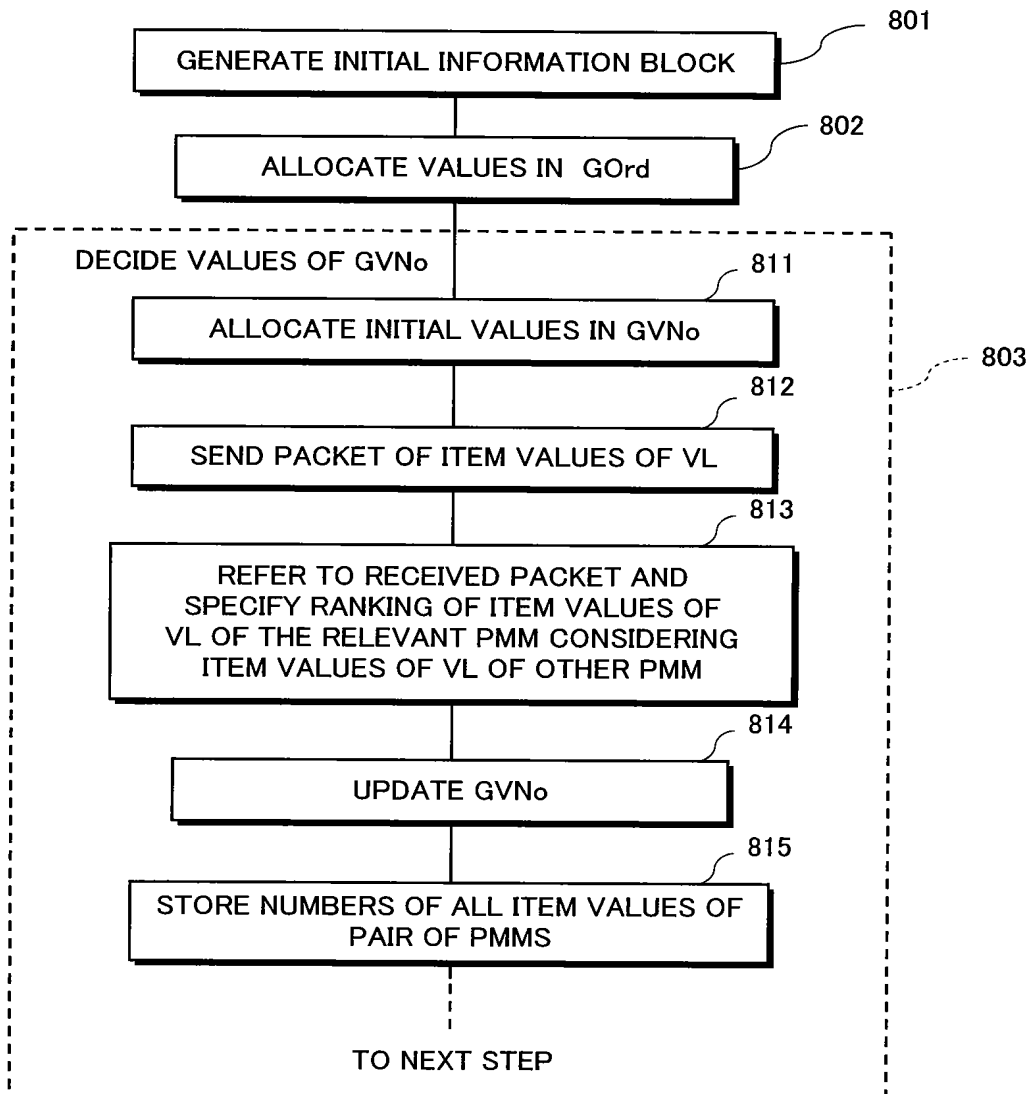 801
GENERATE INITIAL INFORMATION BLOCK
802
ALLOCATE VALUES IN GOrd
DECIDE VALUES OF GVNo
811
ALLOCATE INITIAL VALUES IN GVNo
803
812
SEND PACKET OF ITEM VALUES OF VL
813
REFER TO RECEIVED PACKET AND
SPECIFY RANKING OF ITEM VALUES OF
VL OF THE RELEVANT PMM CONSIDERING
ITEM VALUES OF VL OF OTHER PMM
814
UPDATE GVNo
815
STORE NUMBERS OF ALL ITEM VALUES OF
PAIR OF PMMS
TO NEXT STEP